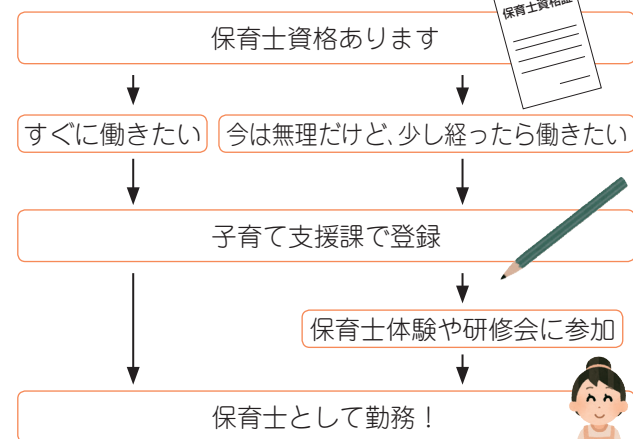 保育士資格証
保育士資格あります
すぐに働きたい
今は無理だけど、少し経ったら働きたい
子育て支援課で登録
保育士体験や研修会に参加
保育士として勤務！